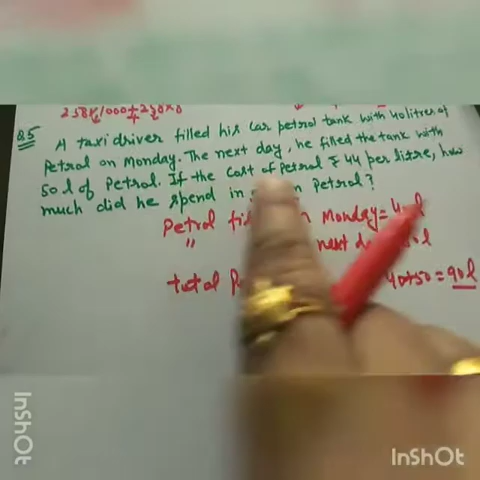 Q.5 A taxi driver filled his car petrol tank with 40 litres of
Petrol on Monday. The next day, he filled the tank with
50 l of Petrol. If the cost of Petrol ₹ 44 per litre, how
much did he spend in Petrol?
Petrol Monday = 40 l
" next
total 40+50 = 90 l
InShOt
InShOt